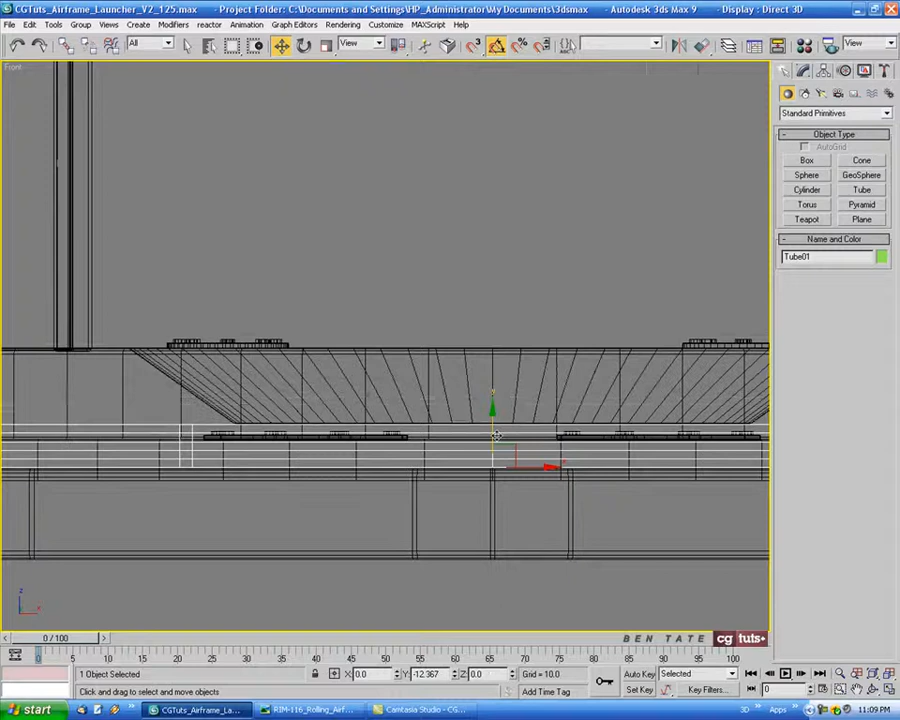 CGTuts_Airframe_Launcher_V2_125.max - Project Folder: C:\Documents and Settings\HP_Administrator\My Documents\3dsmax - Autodesk 3ds Max 9 - Display : Direct 3D
File Edit Tools Group Views Create Modifiers reactor Animation Graph Editors Rendering Customize MAXScript Help
All View View
Front
Standard Primitives
Object Type
AutoGrid
Box Cone
Sphere GeoSphere
Cylinder Tube
Torus Pyramid
Teapot Plane
Name and Color
Tube01
y
x
z
x
0 / 100
BEN TATE cg tuts+
0 5 10 15 20 25 30 35 40 45 50 55 60 65 70 75 80 85 90 95 100
1 Object Selected X: 0.0 Y: -12.367 Z: 0.0 Grid = 10.0 Auto Key Selected
Click and drag to select and move objects Add Time Tag Set Key Key Filters... 0
start CGTuts_Airframe_La... RIM-116_Rolling_Airf... Camtasia Studio - CG... 3D Apps 11:09 PM